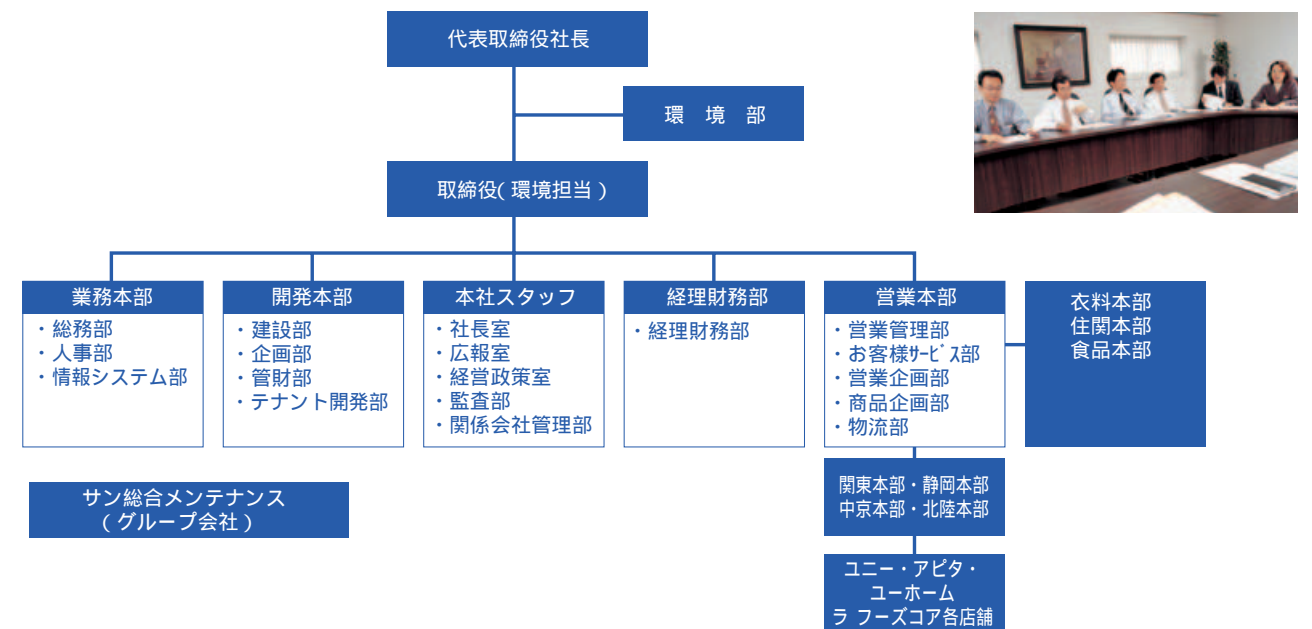 代表取締役社長
環 境 部
取締役(環境担当)
業務本部
・総務部
・人事部
・情報システム部
開発本部
・建設部
・企画部
・管財部
・テナント開発部
本社スタッフ
・社長室
・広報室
・経営政策室
・監査部
・関係会社管理部
経理財務部
・経理財務部
営業本部
・営業管理部
・お客様ｻｰﾋﾞｽ部
・営業企画部
・商品企画部
・物流部
衣料本部
住関本部
食品本部
関東本部・静岡本部
中京本部・北陸本部
ユニー・アピタ・
ユーホーム
ラ フーズコア各店舗
サン総合メンテナンス
(グループ会社)